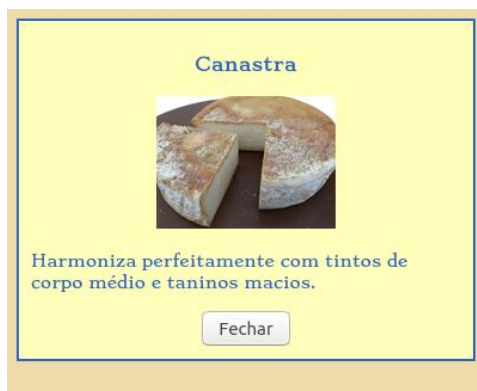 Canastra
Harmoniza perfeitamente com tintos de
corpo médio e taninos macios.
Fechar